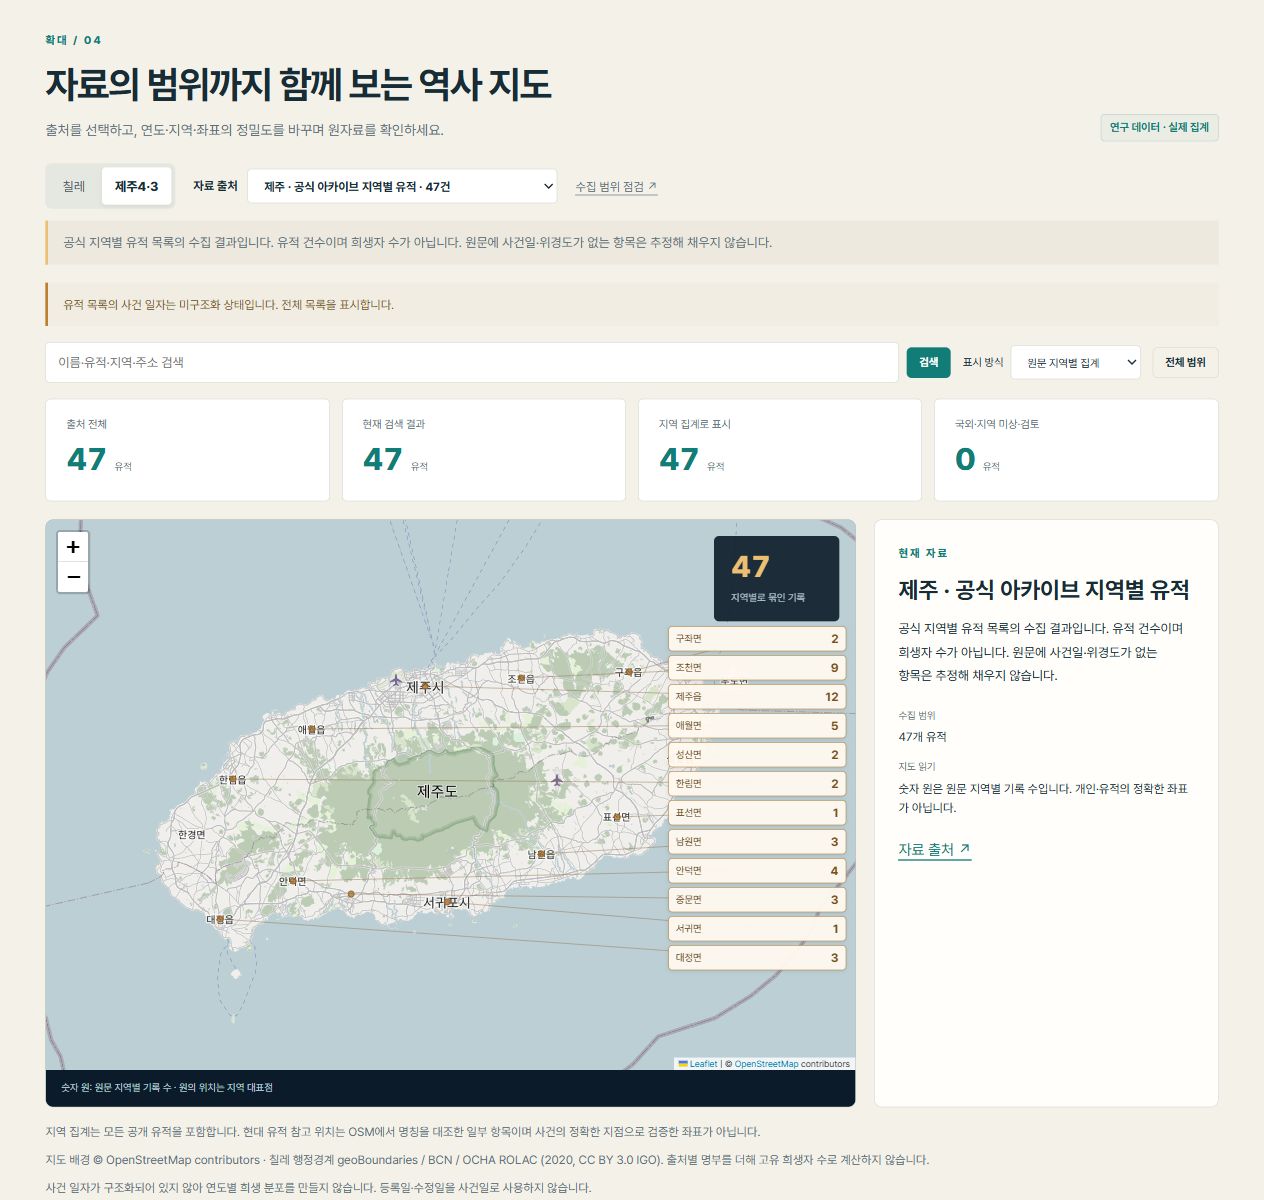 확대 / 04
자료의 범위까지 함께 보는 역사 지도
출처를 선택하고, 연도·지역·좌표의 정밀도를 바꾸며 원자료를 확인하세요.
연구 데이터 · 실제 집계
칠레
제주4·3
자료 출처
제주 · 공식 아카이브 지역별 유적 · 47건
수집 범위 점검 ↗
공식 지역별 유적 목록의 수집 결과입니다. 유적 건수이며 희생자 수가 아닙니다. 원문에 사건일·위경도가 없는 항목은 추정해 채우지 않습니다.
유적 목록의 사건 일자는 미구조화 상태입니다. 전체 목록을 표시합니다.
이름·유적·지역·주소 검색
검색
표시 방식
원문 지역별 집계
전체 범위
출처 전체
47 유적
현재 검색 결과
47 유적
지역 집계로 표시
47 유적
국외·지역 미상·검토
0 유적
+
−
47
지역별로 묶인 기록
구좌면 2
조천면 9
제주읍 12
애월면 5
성산면 2
한림면 2
표선면 1
남원면 3
안덕면 4
중문면 3
서귀면 1
대정면 3
제주시
조천읍
구좌읍
애월읍
한림읍
제주도
한경면
표선면
남원읍
안덕면
서귀포시
대정읍
Leaflet | © OpenStreetMap contributors
숫자 원: 원문 지역별 기록 수 · 원의 위치는 지역 대표점
현재 자료
제주 · 공식 아카이브 지역별 유적
공식 지역별 유적 목록의 수집 결과입니다. 유적 건수이며
희생자 수가 아닙니다. 원문에 사건일·위경도가 없는
항목은 추정해 채우지 않습니다.
수집 범위
47개 유적
지도 읽기
숫자 원은 원문 지역별 기록 수입니다. 개인·유적의 정확한 좌표
가 아닙니다.
자료 출처 ↗
지역 집계는 모든 공개 유적을 포함합니다. 현대 유적 참고 위치는 OSM에서 명칭을 대조한 일부 항목이며 사건의 정확한 지점으로 검증한 좌표가 아닙니다.
지도 배경 © OpenStreetMap contributors · 칠레 행정경계 geoBoundaries / BCN / OCHA ROLAC (2020, CC BY 3.0 IGO). 출처별 명부를 더해 고유 희생자 수로 계산하지 않습니다.
사건 일자가 구조화되어 있지 않아 연도별 희생 분포를 만들지 않습니다. 등록일·수정일을 사건일로 사용하지 않습니다.